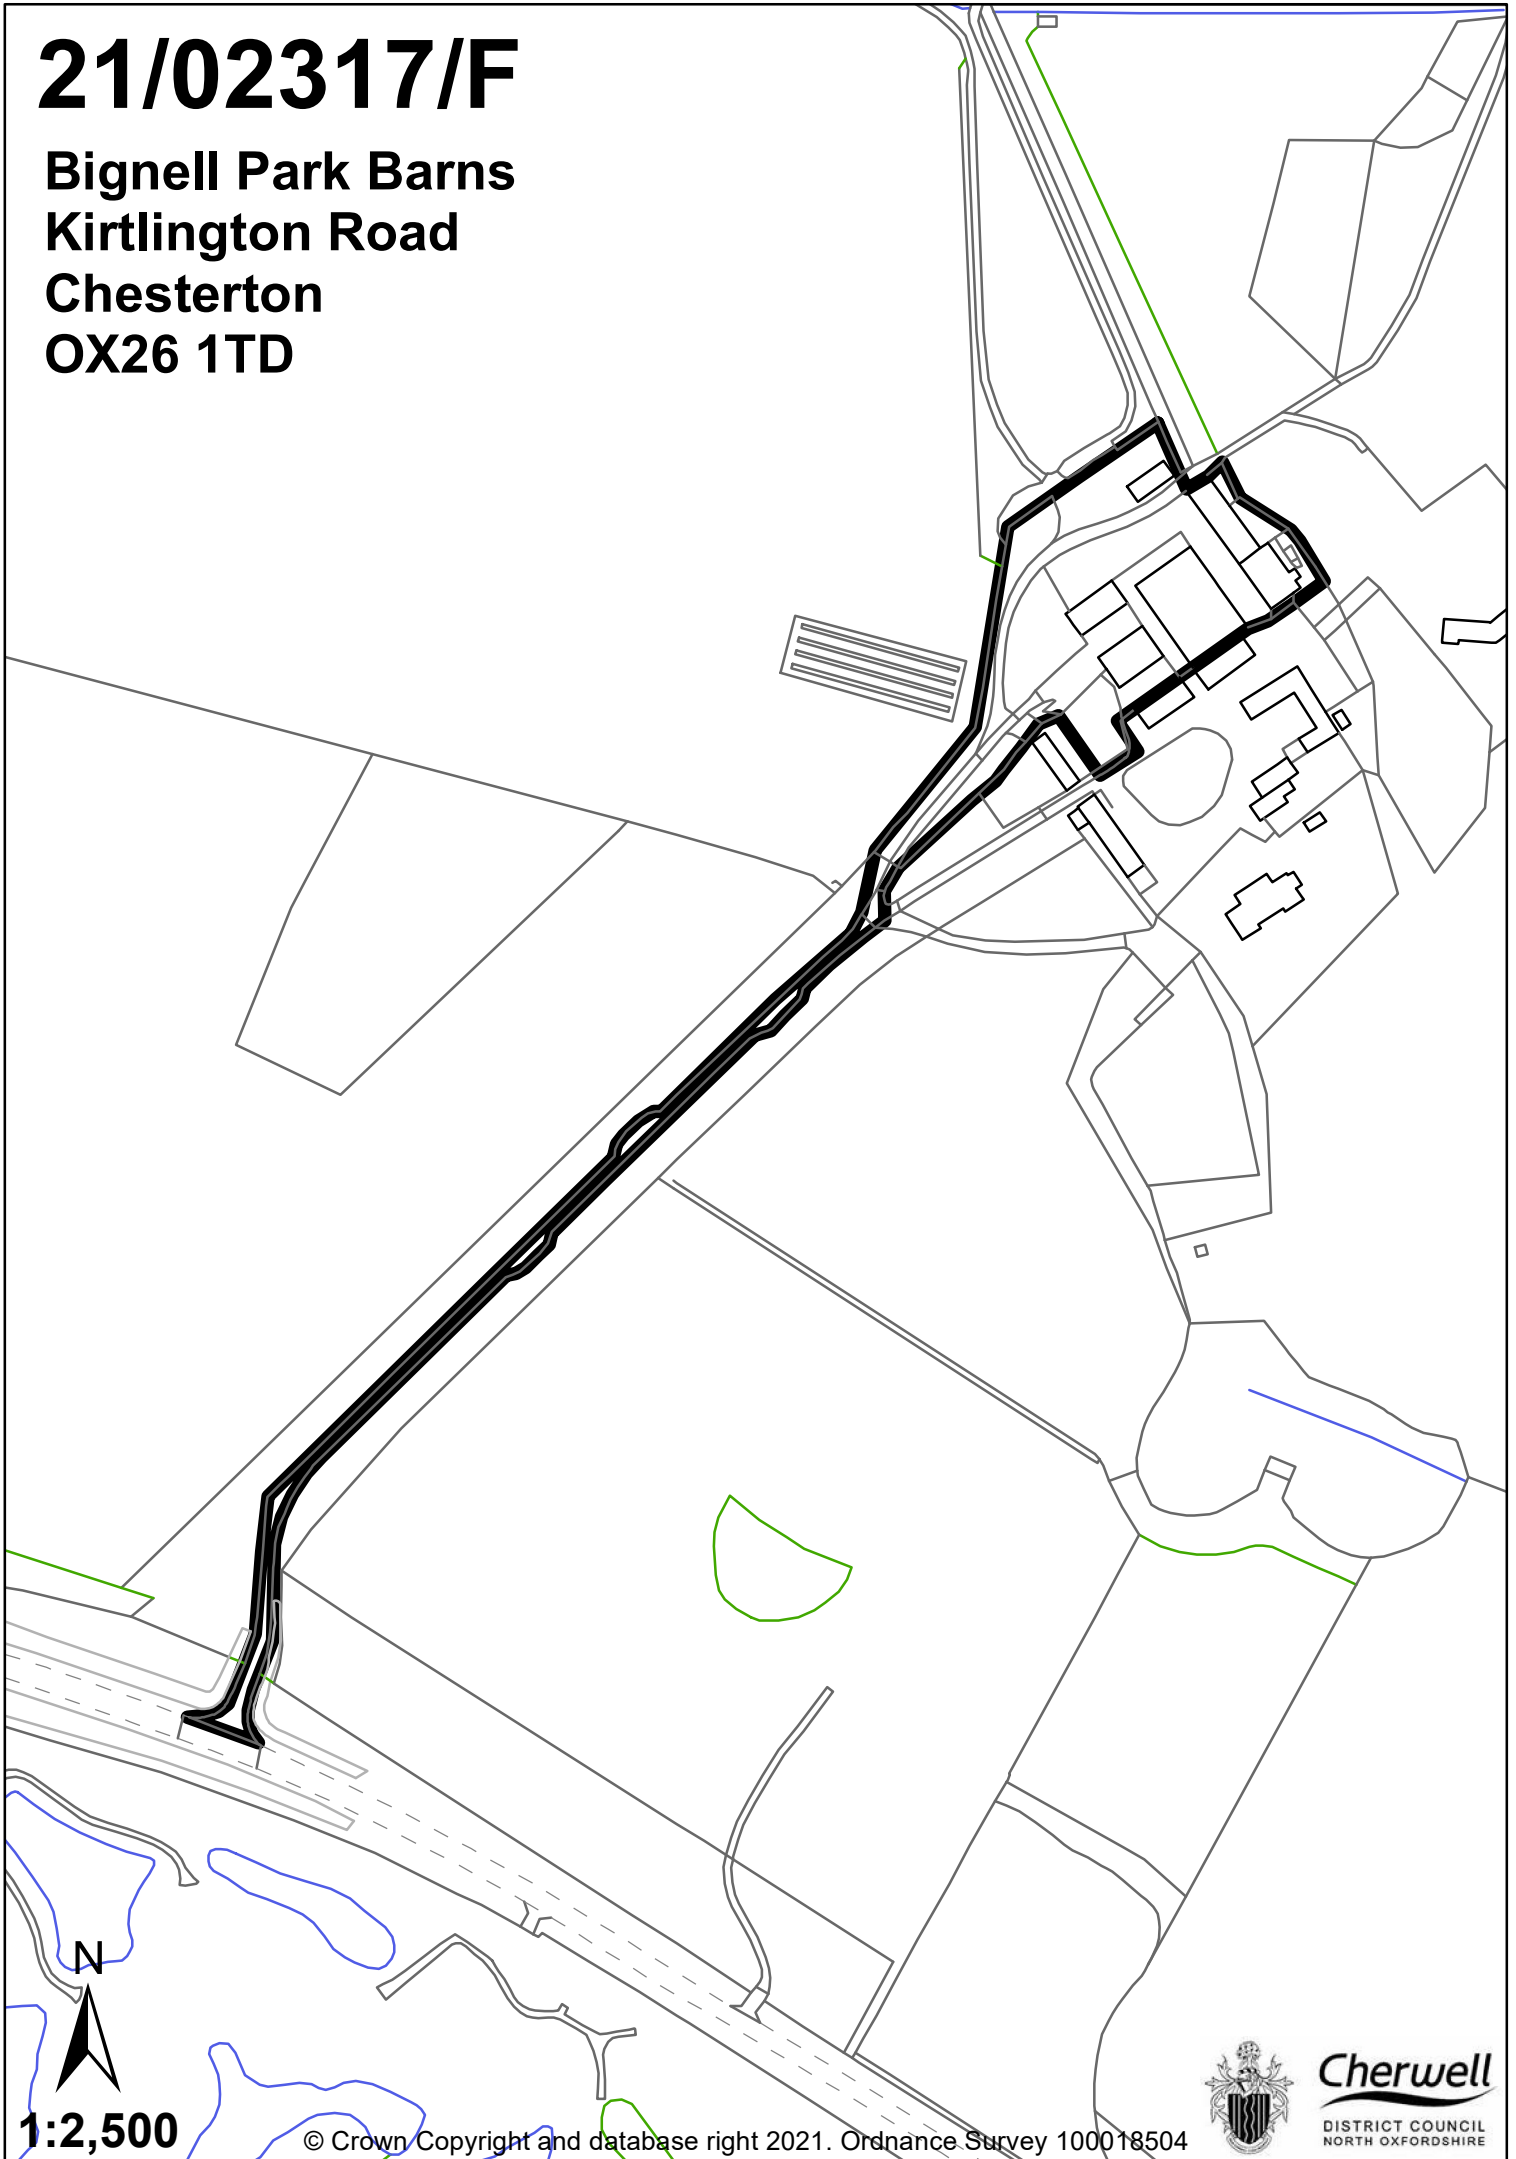 21/02317/F
Bignell Park Barns
Kirtlington Road
Chesterton
OX26 1TD
N
1:2,500
© Crown Copyright and database right 2021. Ordnance Survey 100018504
Cherwell
DISTRICT COUNCIL
NORTH OXFORDSHIRE